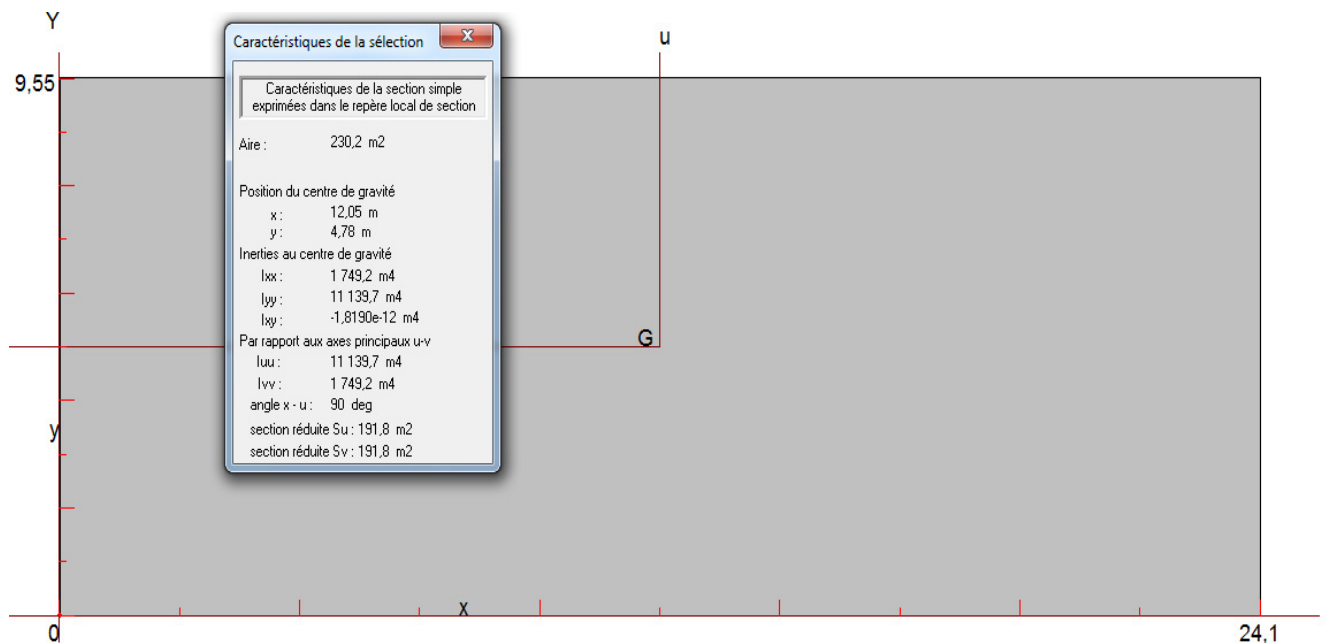 Y
u
9,55
Caractéristiques de la sélection
Caractéristiques de la section simple
exprimées dans le repère local de section
Aire : 230,2 m2
Position du centre de gravité
x : 12,05 m
y : 4,78 m
Inerties au centre de gravité
Ixx : 1 749,2 m4
Iyy : 11 139,7 m4
Ixy : -1,8190e-12 m4
Par rapport aux axes principaux u-v
Iuu : 11 139,7 m4
Ivv : 1 749,2 m4
angle x - u : 90 deg
section réduite Su : 191,8 m2
section réduite Sv : 191,8 m2
G
y
x
0
24,1